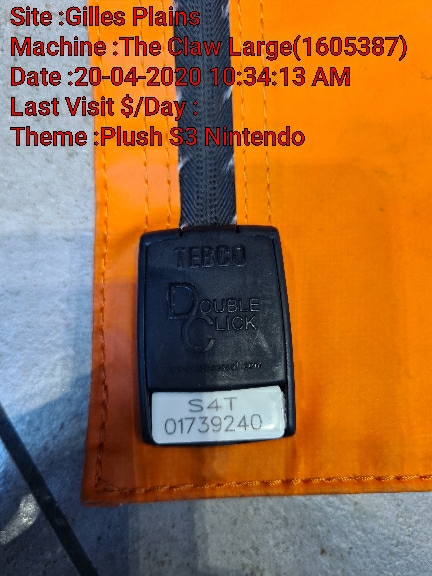 Site :Gilles Plains
Machine :The Claw Large(1605387)
Date :20-04-2020 10:34:13 AM
Last Visit $/Day :
Theme :Plush S3 Nintendo
TEBCO
DOUBLE
CLICK
S4T
01739240